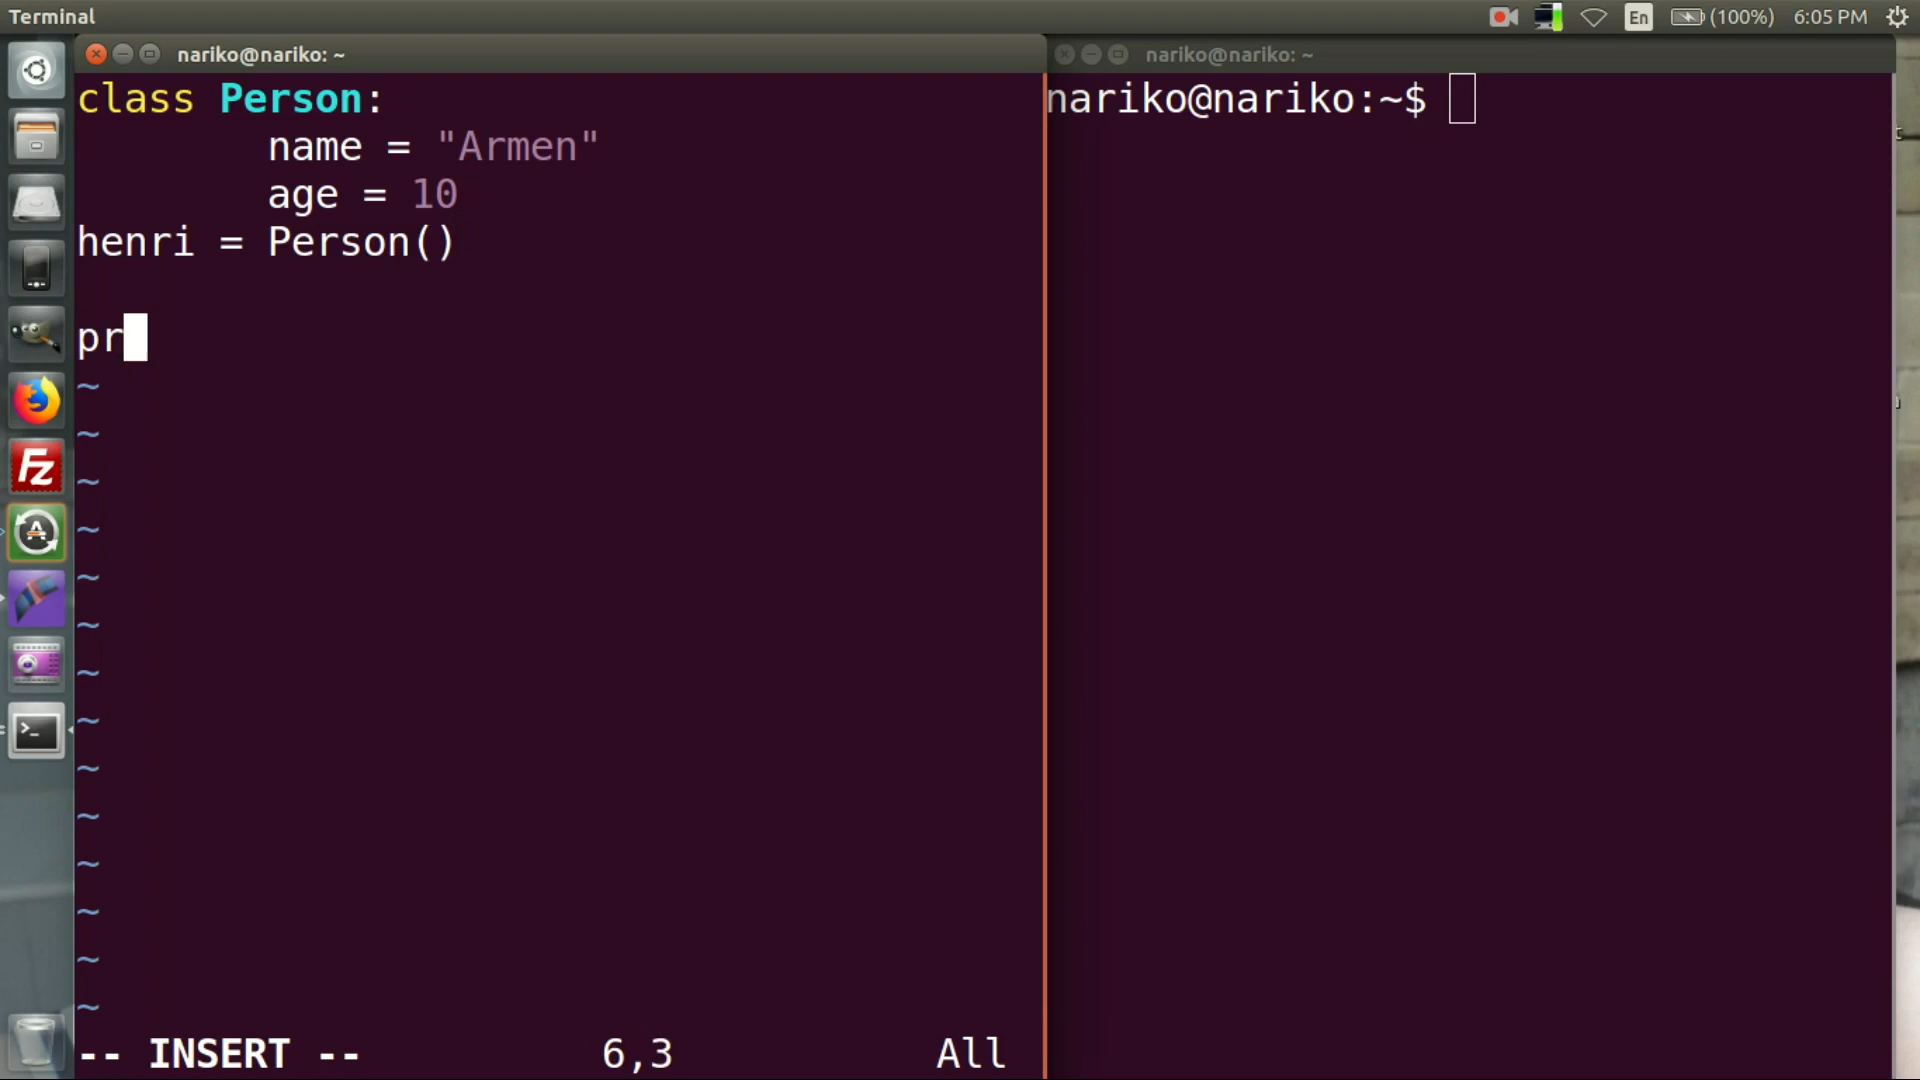 Terminal
En
(100%)
6:05 PM
nariko@nariko: ~
nariko@nariko: ~
class Person:
name = "Armen"
age = 10
henri = Person()
pr
~
~
~
~
~
~
~
~
~
~
~
~
~
~
-- INSERT -- 6,3 All
nariko@nariko:~$
Fz
A
>_